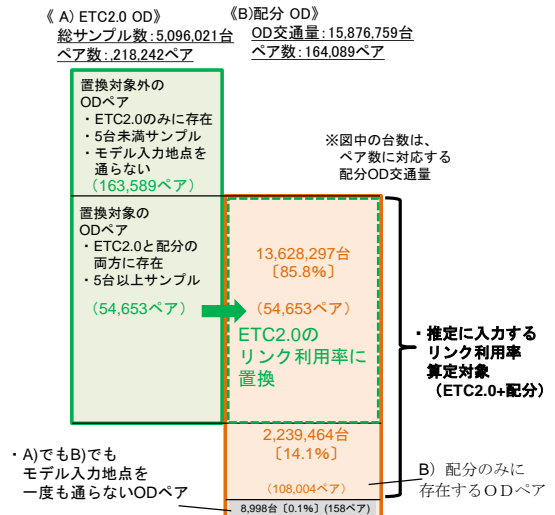 《 A) ETC2.0 OD》
総サンプル数：5,096,021台
ペア数：,218,242ペア
《B)配分 OD》
OD交通量：15,876,759台
ペア数：164,089ペア
置換対象外の
ODペア
・ETC2.0のみに存在
・5台未満サンプル
・モデル入力地点を
通らない
（163,589ペア）
※図中の台数は、
ペア数に対応する
配分OD交通量
置換対象の
ODペア
・ETC2.0と配分の
両方に存在
・5台以上サンプル
（54,653ペア）
13,628,297台
〔85.8%〕
（54,653ペア）
ETC2.0の
リンク利用率に
置換
・推定に入力する
リンク利用率
算定対象
（ETC2.0+配分）
2,239,464台
〔14.1%〕
（108,004ペア）
・A)でもB)でも
モデル入力地点を
一度も通らないODペア
B）配分のみに
存在するＯＤペア
8,998台〔0.1%〕(158ペア)